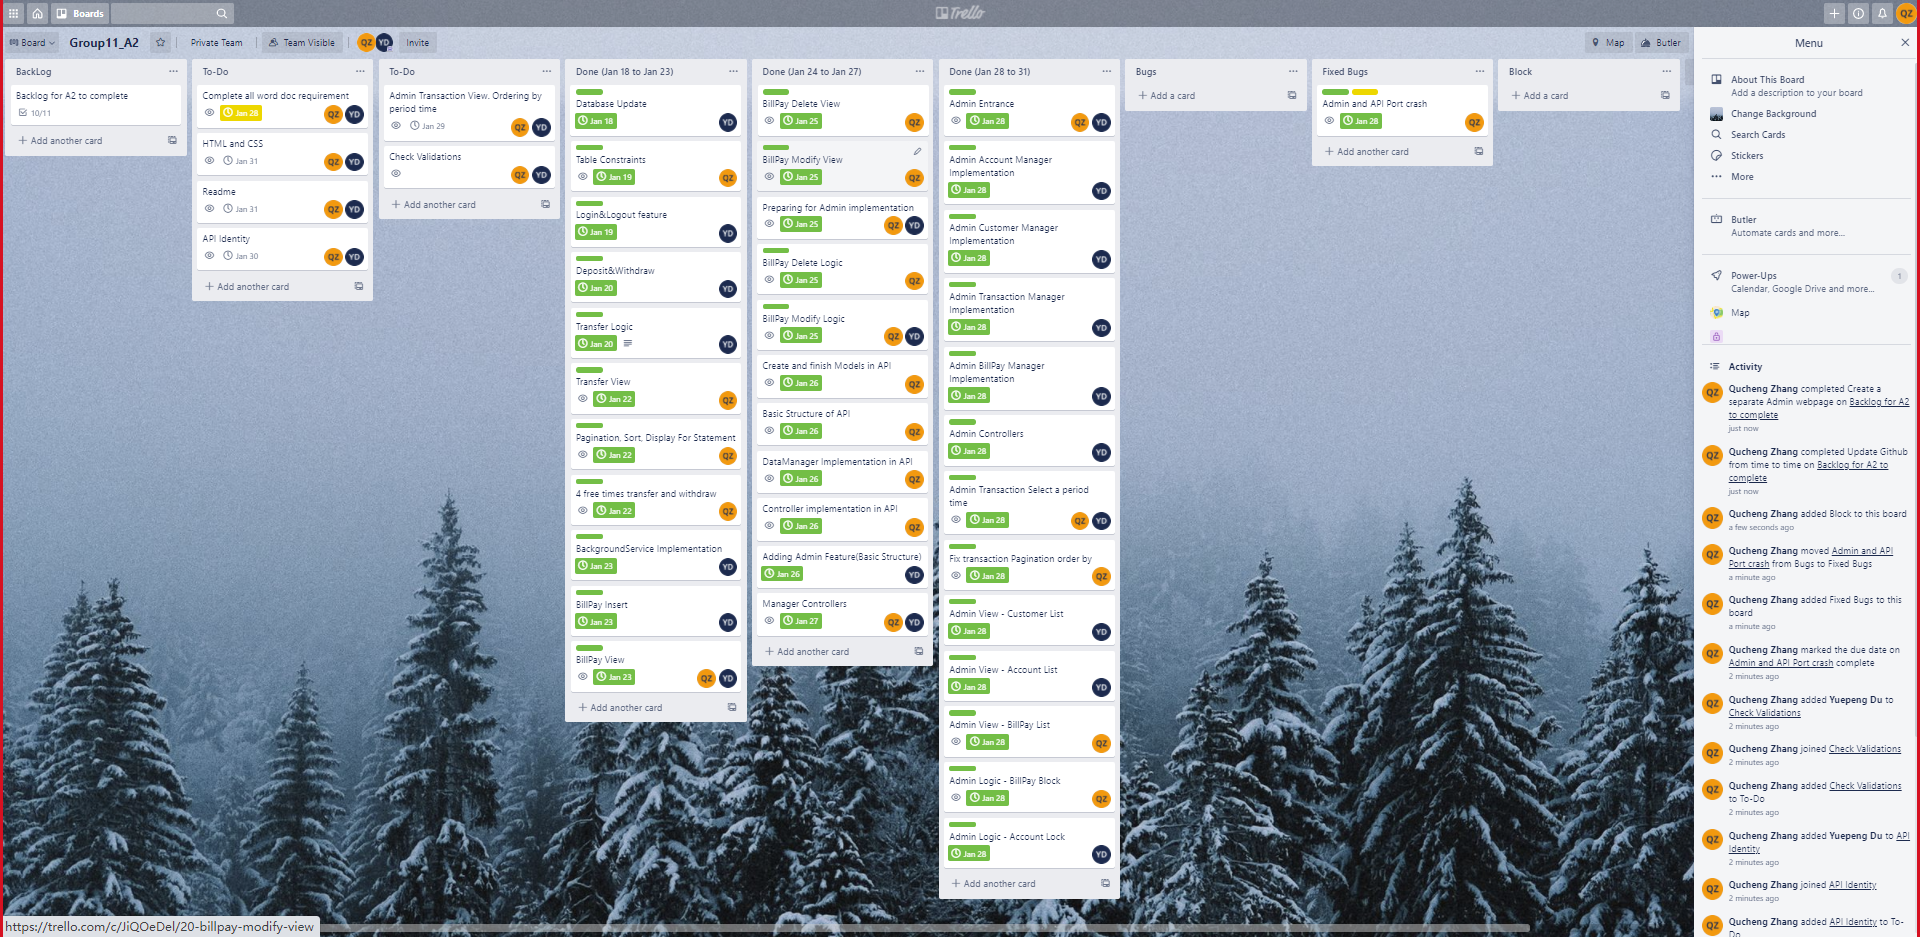 Boards
Trello
QZ
Board
Group11_A2
Private Team
Team Visible
QZ
YD
Invite
Map
Butler
BackLog
Backlog for A2 to complete
10/11
+ Add another card
To-Do
Complete all word doc requirement
Jan 28
QZ YD
HTML and CSS
Jan 31
QZ YD
Readme
Jan 31
QZ YD
API Identity
Jan 30
QZ YD
+ Add another card
To-Do
Admin Transaction View. Ordering by
period time
Jan 29
QZ YD
Check Validations
QZ YD
+ Add another card
Done (Jan 18 to Jan 23)
Database Update
Jan 18
YD
Table Constraints
Jan 19
QZ
Login&Logout feature
Jan 19
YD
Deposit&Withdraw
Jan 20
YD
Transfer Logic
Jan 20
YD
Transfer View
Jan 22
QZ
Pagination, Sort, Display For Statement
Jan 22
QZ
4 free times transfer and withdraw
Jan 22
QZ
BackgroundService Implementation
Jan 23
YD
BillPay Insert
Jan 23
YD
BillPay View
Jan 23
QZ YD
+ Add another card
Done (Jan 24 to Jan 27)
BillPay Delete View
Jan 25
QZ
BillPay Modify View
Jan 25
QZ
Preparing for Admin implementation
Jan 25
QZ YD
BillPay Delete Logic
Jan 25
QZ
BillPay Modify Logic
Jan 25
QZ YD
Create and finish Models in API
Jan 26
QZ
Basic Structure of API
Jan 26
QZ
DataManager Implementation in API
Jan 26
QZ
Controller implementation in API
Jan 26
QZ
Adding Admin Feature(Basic Structure)
Jan 26
YD
Manager Controllers
Jan 27
QZ YD
+ Add another card
Done (Jan 28 to 31)
Admin Entrance
Jan 28
QZ YD
Admin Account Manager
Implementation
Jan 28
YD
Admin Customer Manager
Implementation
Jan 28
YD
Admin Transaction Manager
Implementation
Jan 28
YD
Admin BillPay Manager
Implementation
Jan 28
YD
Admin Controllers
Jan 28
YD
Admin Transaction Select a period
time
Jan 28
QZ YD
Fix transaction Pagination order by
Jan 28
QZ
Admin View - Customer List
Jan 28
YD
Admin View - Account List
Jan 28
YD
Admin View - BillPay List
Jan 28
QZ
Admin Logic - BillPay Block
Jan 28
QZ
Admin Logic - Account Lock
Jan 28
YD
+ Add another card
Bugs
+ Add a card
Fixed Bugs
Admin and API Port crash
Jan 28
QZ
+ Add another card
Block
+ Add a card
Menu
About This Board
Add a description to your board
Change Background
Search Cards
Stickers
More
Butler
Automate cards and more...
Power-Ups
1
Calendar, Google Drive and more...
Map
Activity
QZ
Qucheng Zhang completed Create a
separate Admin webpage on Backlog for A2
to complete
just now
QZ
Qucheng Zhang completed Update Github
from time to time on Backlog for A2 to
complete
just now
QZ
Qucheng Zhang added Block to this board
a few seconds ago
QZ
Qucheng Zhang moved Admin and API
Port crash from Bugs to Fixed Bugs
a minute ago
QZ
Qucheng Zhang added Fixed Bugs to this
board
a minute ago
QZ
Qucheng Zhang marked the due date on
Admin and API Port crash complete
2 minutes ago
QZ
Qucheng Zhang added Yuepeng Du to
Check Validations
2 minutes ago
QZ
Qucheng Zhang joined Check Validations
2 minutes ago
QZ
Qucheng Zhang added Check Validations
to To-Do
2 minutes ago
QZ
Qucheng Zhang added Yuepeng Du to API
Identity
2 minutes ago
QZ
Qucheng Zhang joined API Identity
2 minutes ago
QZ
Qucheng Zhang added API Identity to To-
Do
https://trello.com/c/JiQOeDel/20-billpay-modify-view